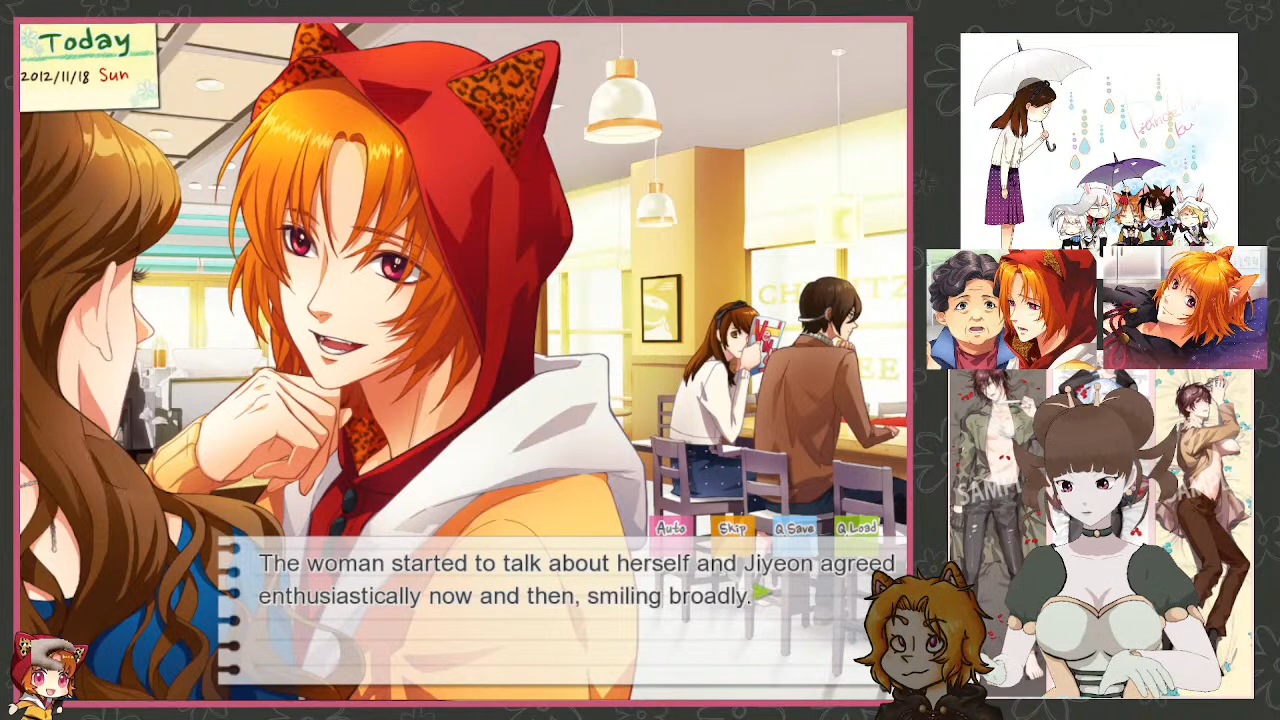 Today
2012/11/18 Sun
Auto Skip Q.Save Q.Load
The woman started to talk about herself and Jiyeon agreed
enthusiastically now and then, smiling broadly.
SAMPL